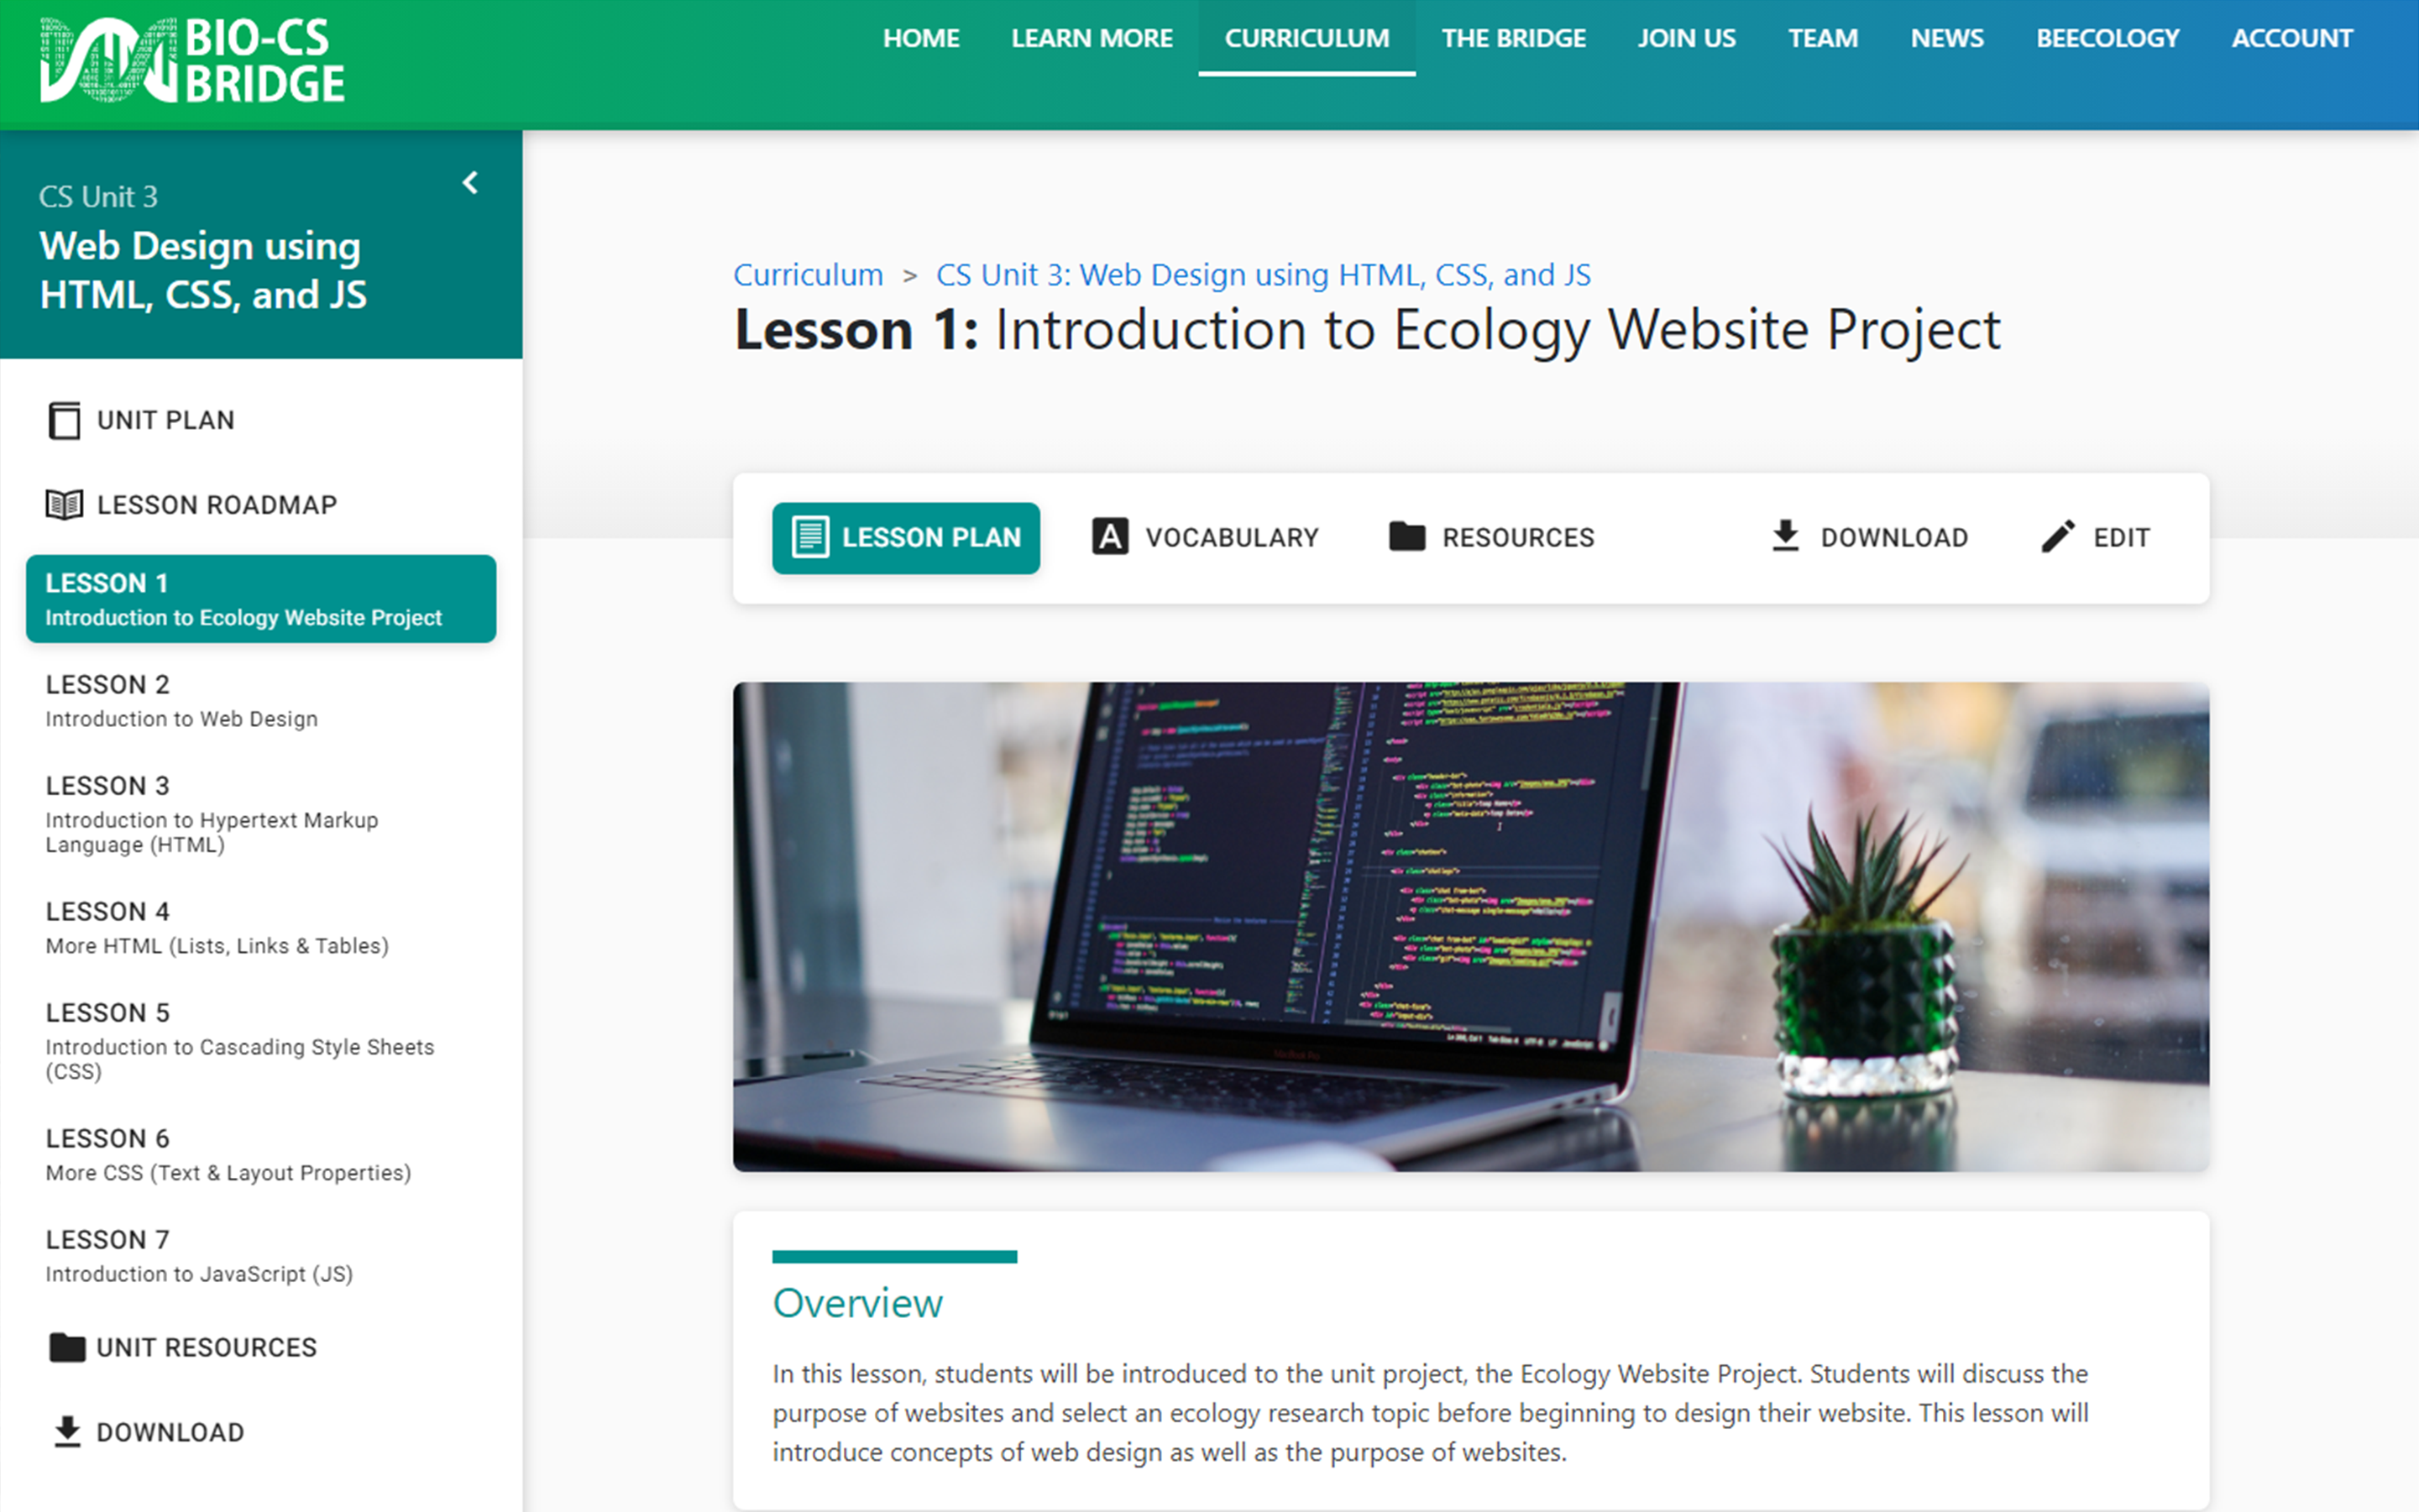 BIO-CS
BRIDGE
HOME LEARN MORE CURRICULUM THE BRIDGE JOIN US TEAM NEWS BEECOLOGY ACCOUNT
CS Unit 3
Web Design using
HTML, CSS, and JS
UNIT PLAN
LESSON ROADMAP
LESSON 1
Introduction to Ecology Website Project
LESSON 2
Introduction to Web Design
LESSON 3
Introduction to Hypertext Markup
Language (HTML)
LESSON 4
More HTML (Lists, Links & Tables)
LESSON 5
Introduction to Cascading Style Sheets
(CSS)
LESSON 6
More CSS (Text & Layout Properties)
LESSON 7
Introduction to JavaScript (JS)
UNIT RESOURCES
DOWNLOAD
Curriculum > CS Unit 3: Web Design using HTML, CSS, and JS
Lesson 1: Introduction to Ecology Website Project
LESSON PLAN A VOCABULARY RESOURCES DOWNLOAD EDIT
MacBook Pro
Overview
In this lesson, students will be introduced to the unit project, the Ecology Website Project. Students will discuss the
purpose of websites and select an ecology research topic before beginning to design their website. This lesson will
introduce concepts of web design as well as the purpose of websites.